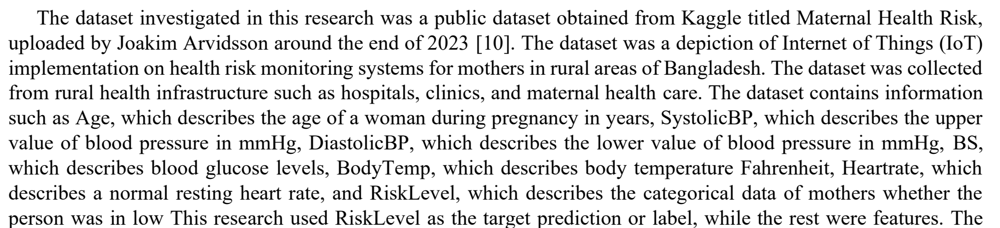 The dataset investigated in this research was a public dataset obtained from Kaggle titled Maternal Health Risk,
uploaded by Joakim Arvidsson around the end of 2023 [10]. The dataset was a depiction of Internet of Things (IoT)
implementation on health risk monitoring systems for mothers in rural areas of Bangladesh. The dataset was collected
from rural health infrastructure such as hospitals, clinics, and maternal health care. The dataset contains information
such as Age, which describes the age of a woman during pregnancy in years, SystolicBP, which describes the upper
value of blood pressure in mmHg, DiastolicBP, which describes the lower value of blood pressure in mmHg, BS,
which describes blood glucose levels, BodyTemp, which describes body temperature Fahrenheit, Heartrate, which
describes a normal resting heart rate, and RiskLevel, which describes the categorical data of mothers whether the
person was in low This research used RiskLevel as the target prediction or label, while the rest were features. The